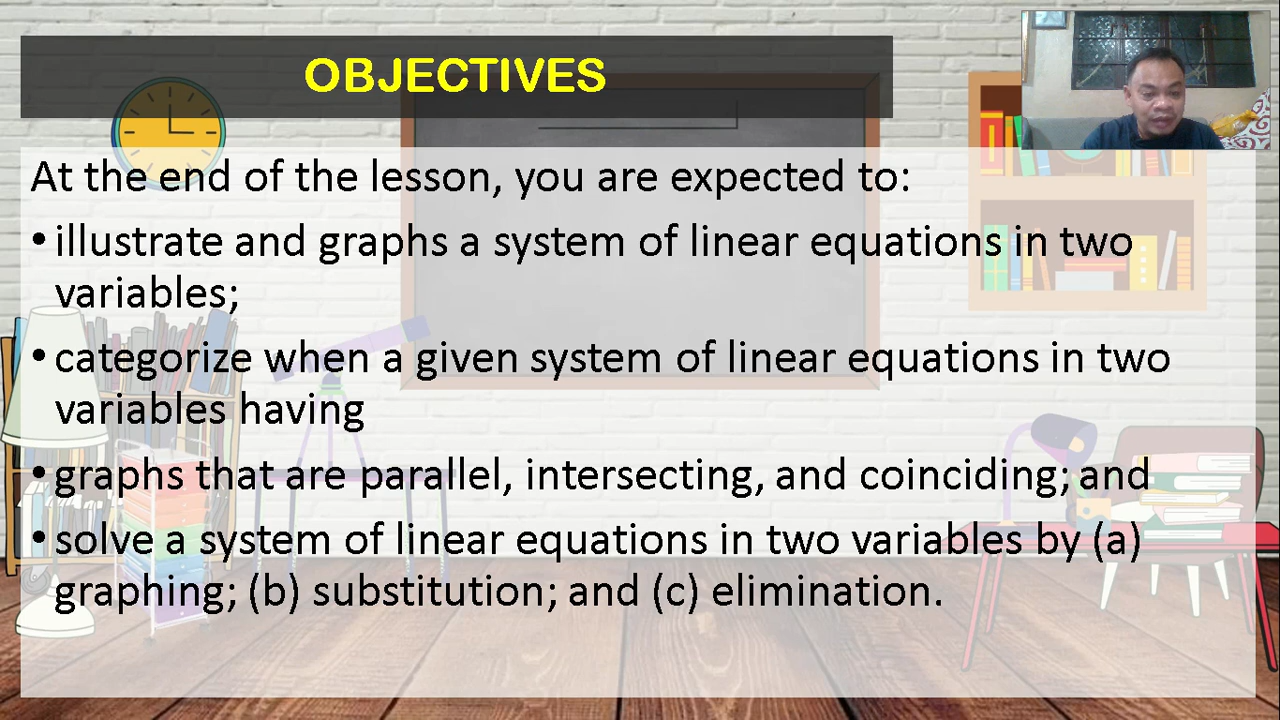 OBJECTIVES
At the end of the lesson, you are expected to:
•illustrate and graphs a system of linear equations in two
variables;
•categorize when a given system of linear equations in two
variables having
•graphs that are parallel, intersecting, and coinciding; and
•solve a system of linear equations in two variables by (a)
graphing; (b) substitution; and (c) elimination.